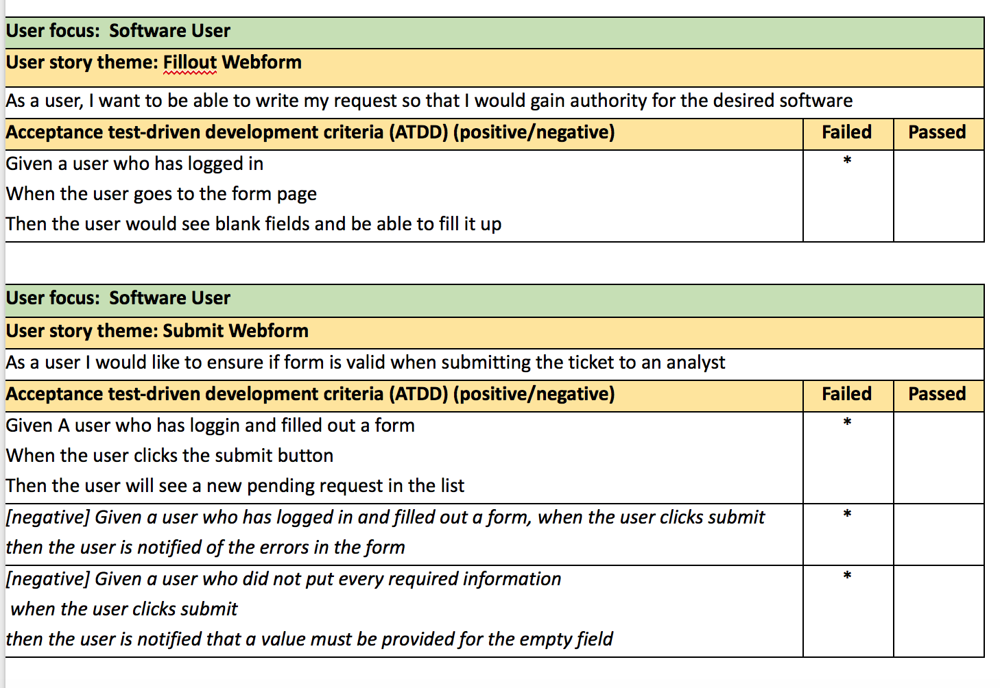 User focus:  Software User
User story theme: Fillout Webform
As a user, I want to be able to write my request so that I would gain authority for the desired software
Acceptance test-driven development criteria (ATDD) (positive/negative) Failed Passed
Given a user who has logged in *
When the user goes to the form page
Then the user would see blank fields and be able to fill it up
User focus:  Software User
User story theme: Submit Webform
As a user I would like to ensure if form is valid when submitting the ticket to an analyst
Acceptance test-driven development criteria (ATDD) (positive/negative) Failed Passed
Given A user who has loggin and filled out a form *
When the user clicks the submit button
Then the user will see a new pending request in the list
[negative] Given a user who has logged in and filled out a form, when the user clicks submit *
then the user is notified of the errors in the form
[negative] Given a user who did not put every required information *
when the user clicks submit
then the user is notified that a value must be provided for the empty field